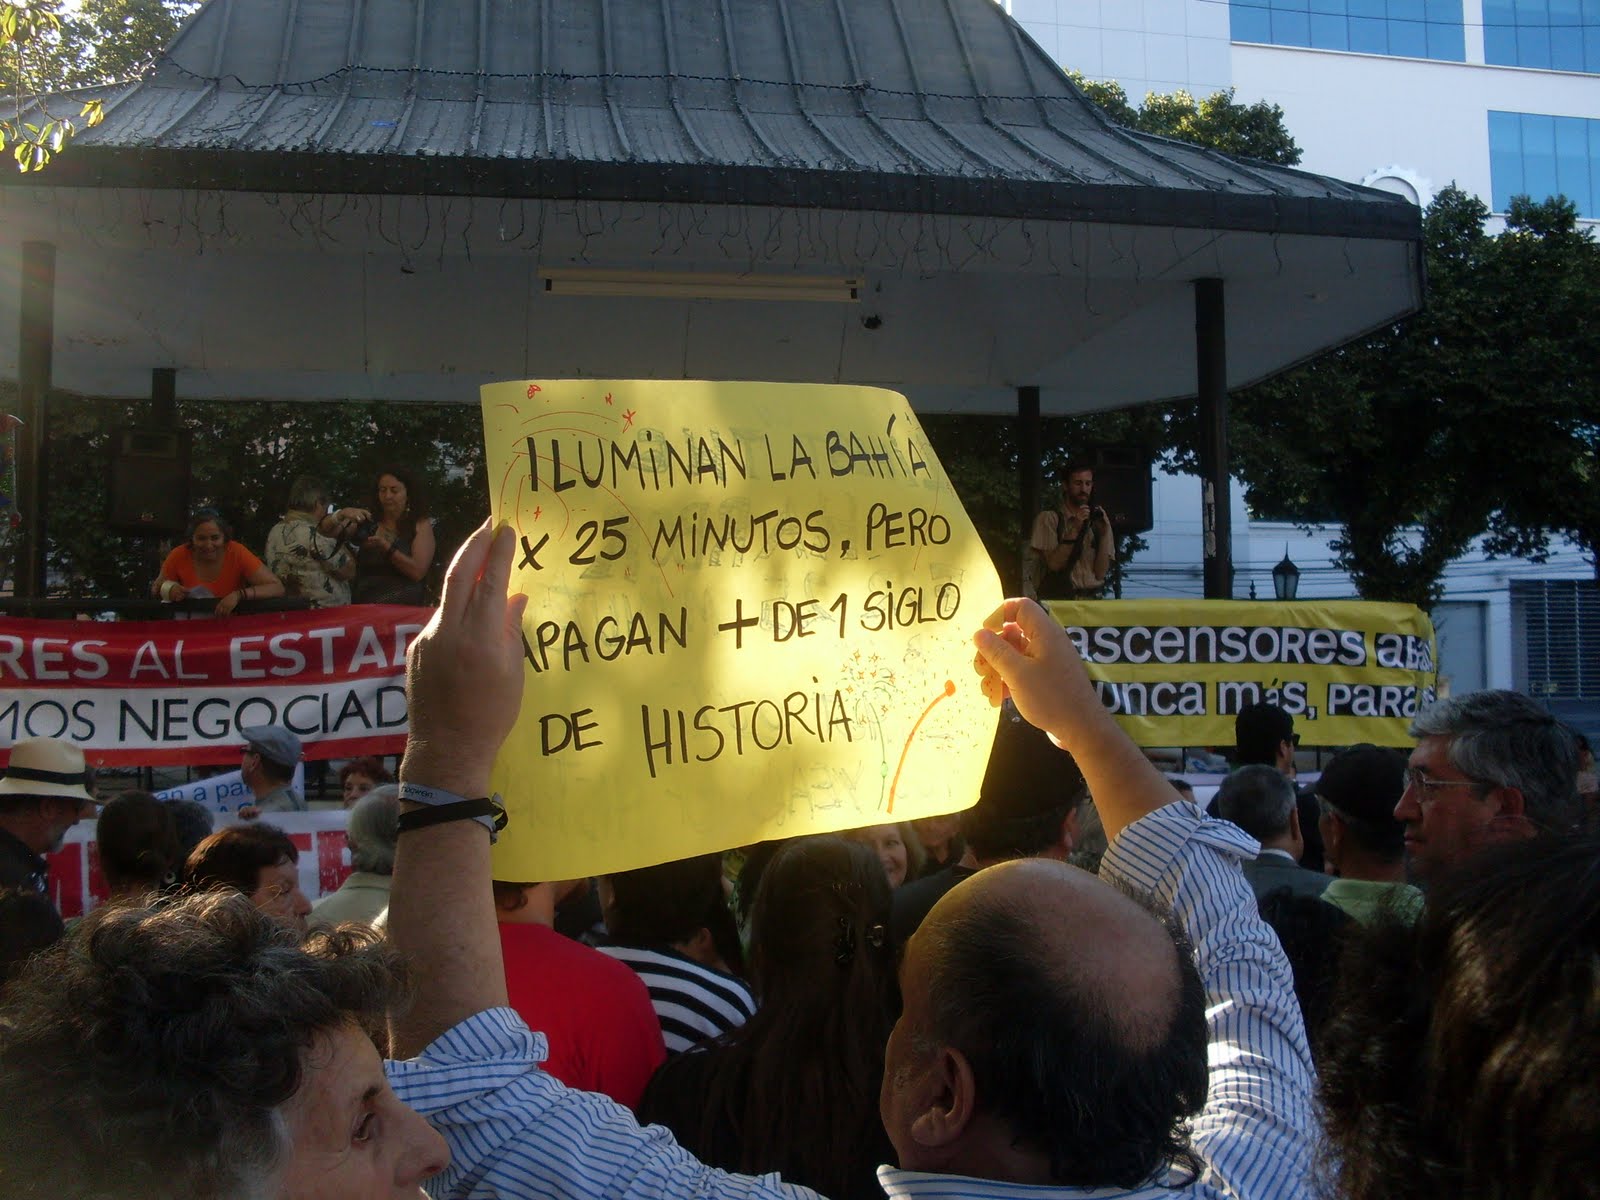 ILUMINAN LA BAHÍA
x 25 MINUTOS, PERO
APAGAN + DE 1 SIGLO
DE HISTORIA
RES AL ESTAD
MOS NEGOCIAD
ascensores
nunca más, PARA